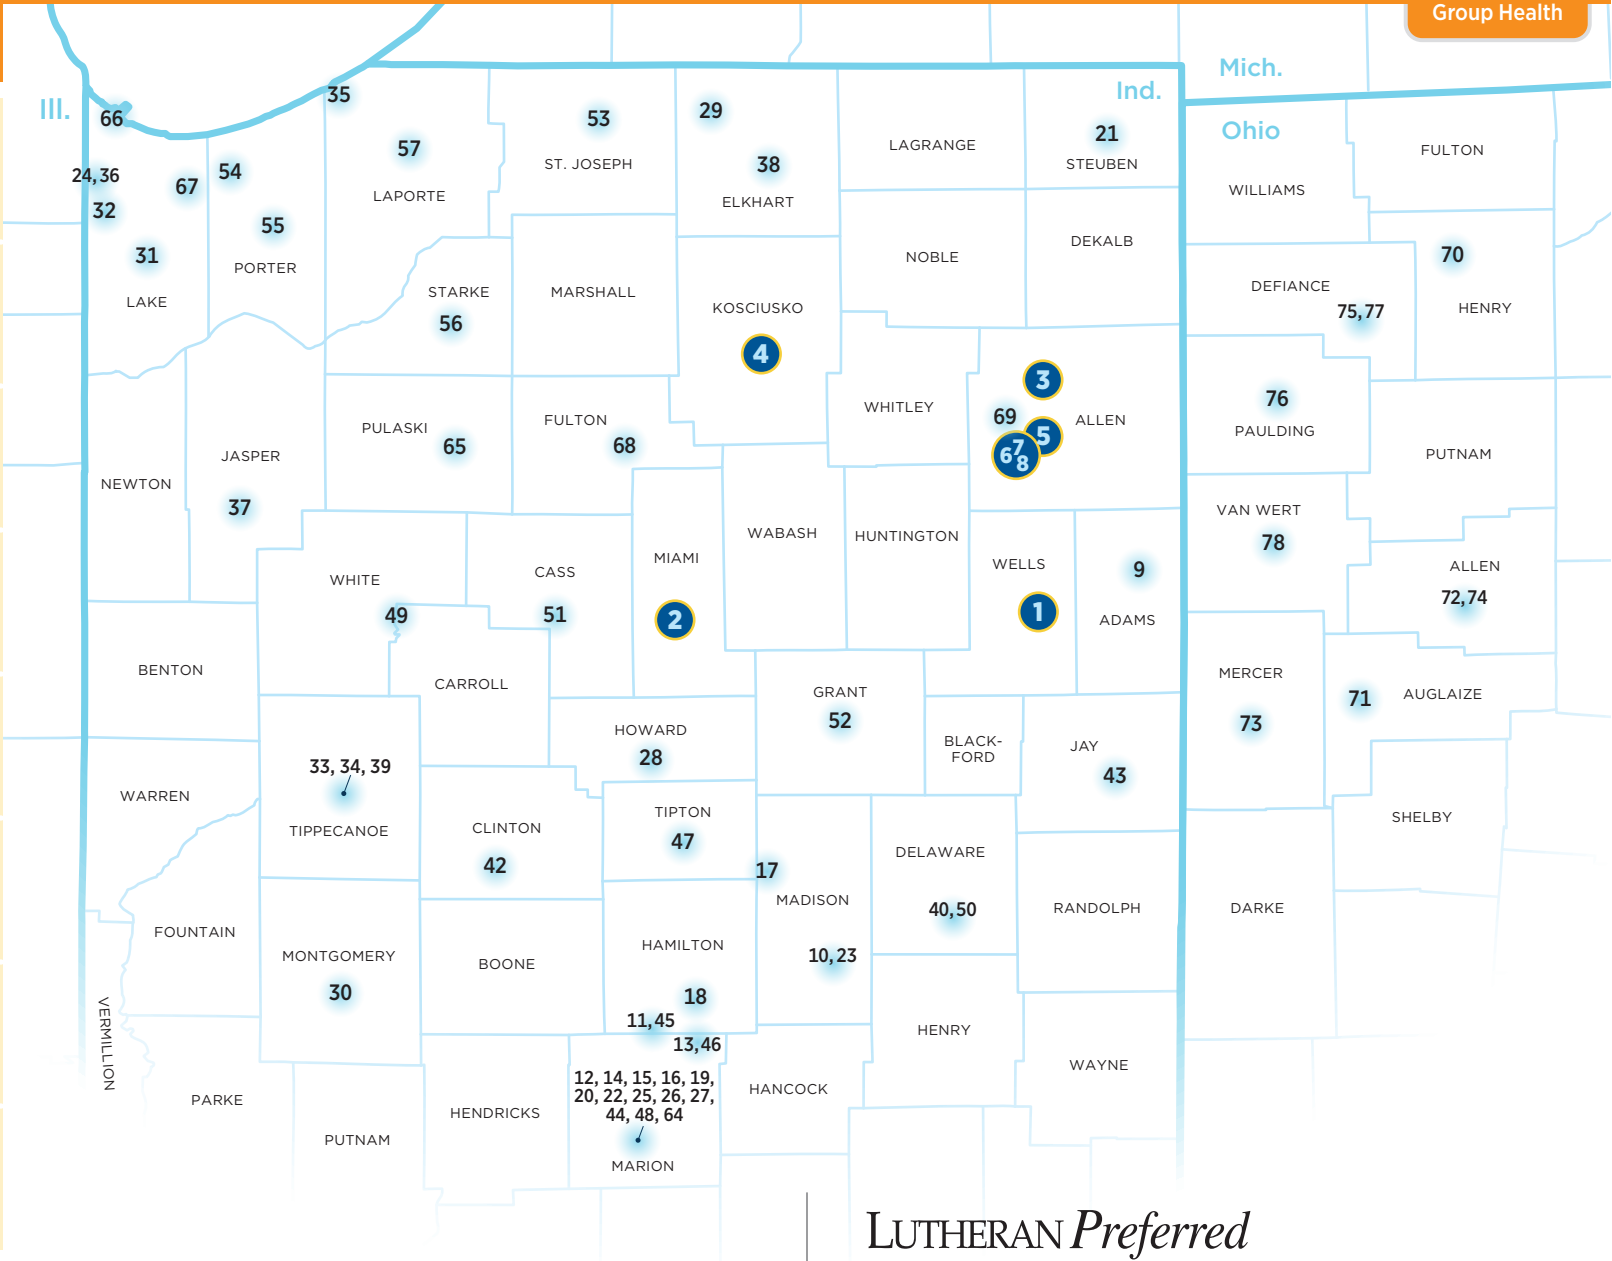 Group Health
Mich.
Ill.
Ind.
Ohio
35
66
53
29
21
57
ST. JOSEPH
38
LAGRANGE
STEUBEN
FULTON
24, 36
67
54
LAPORTE
ELKHART
WILLIAMS
32
55
31
PORTER
LAKE
STARKE
56
MARSHALL
KOSCIUSKO
4
NOBLE
DEKALB
DEFIANCE
75, 77
70
HENRY
3
69
ALLEN
5
6 7 8
WHITLEY
76
PAULDING
PUTNAM
PULASKI
65
FULTON
68
JASPER
37
NEWTON
WABASH
HUNTINGTON
VAN WERT
78
ALLEN
72, 74
WHITE
49
CASS
51
MIAMI
2
WELLS
1
9
ADAMS
BENTON
CARROLL
GRANT
52
MERCER
73
71
AUGLAIZE
HOWARD
28
BLACK-
FORD
JAY
43
33, 34, 39
TIPPECANOE
WARREN
CLINTON
42
TIPTON
47
17
MADISON
10, 23
DELAWARE
40, 50
RANDOLPH
SHELBY
DARKE
FOUNTAIN
MONTGOMERY
30
BOONE
HAMILTON
18
11, 45
13, 46
VERMILLION
HENRY
WAYNE
12, 14, 15, 16, 19,
20, 22, 25, 26, 27,
44, 48, 64
MARION
HANCOCK
PARKE
PUTNAM
HENDRICKS
LUTHERAN Preferred